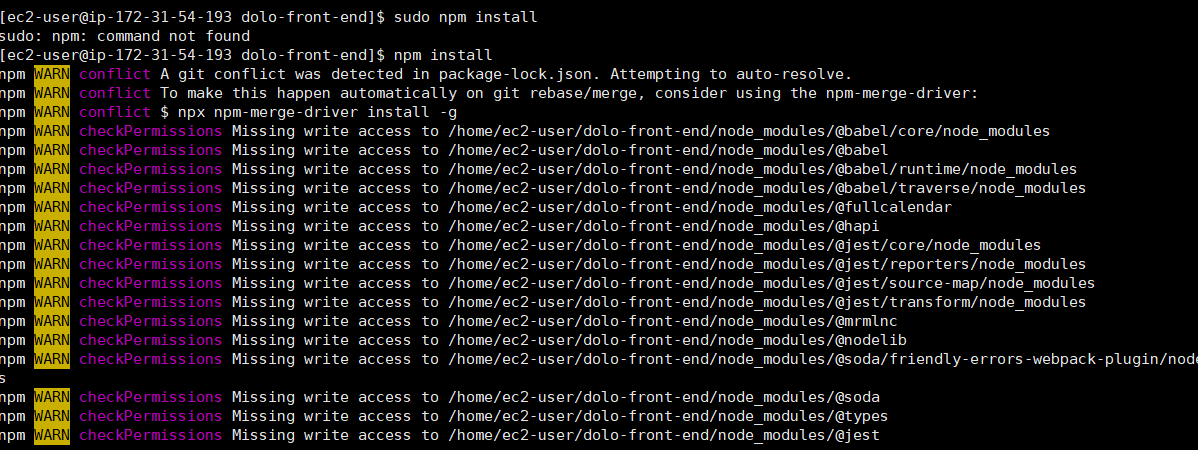 [ec2-user@ip-172-31-54-193 dolo-front-end]$ sudo npm install
sudo: npm: command not found
[ec2-user@ip-172-31-54-193 dolo-front-end]$ npm install
npm WARN conflict A git conflict was detected in package-lock.json. Attempting to auto-resolve.
npm WARN conflict To make this happen automatically on git rebase/merge, consider using the npm-merge-driver:
npm WARN conflict $ npx npm-merge-driver install -g
npm WARN checkPermissions Missing write access to /home/ec2-user/dolo-front-end/node_modules/@babel/core/node_modules
npm WARN checkPermissions Missing write access to /home/ec2-user/dolo-front-end/node_modules/@babel
npm WARN checkPermissions Missing write access to /home/ec2-user/dolo-front-end/node_modules/@babel/runtime/node_modules
npm WARN checkPermissions Missing write access to /home/ec2-user/dolo-front-end/node_modules/@babel/traverse/node_modules
npm WARN checkPermissions Missing write access to /home/ec2-user/dolo-front-end/node_modules/@fullcalendar
npm WARN checkPermissions Missing write access to /home/ec2-user/dolo-front-end/node_modules/@hapi
npm WARN checkPermissions Missing write access to /home/ec2-user/dolo-front-end/node_modules/@jest/core/node_modules
npm WARN checkPermissions Missing write access to /home/ec2-user/dolo-front-end/node_modules/@jest/reporters/node_modules
npm WARN checkPermissions Missing write access to /home/ec2-user/dolo-front-end/node_modules/@jest/source-map/node_modules
npm WARN checkPermissions Missing write access to /home/ec2-user/dolo-front-end/node_modules/@jest/transform/node_modules
npm WARN checkPermissions Missing write access to /home/ec2-user/dolo-front-end/node_modules/@mrmlnc
npm WARN checkPermissions Missing write access to /home/ec2-user/dolo-front-end/node_modules/@nodelib
npm WARN checkPermissions Missing write access to /home/ec2-user/dolo-front-end/node_modules/@soda/friendly-errors-webpack-plugin/node
s
npm WARN checkPermissions Missing write access to /home/ec2-user/dolo-front-end/node_modules/@soda
npm WARN checkPermissions Missing write access to /home/ec2-user/dolo-front-end/node_modules/@types
npm WARN checkPermissions Missing write access to /home/ec2-user/dolo-front-end/node_modules/@jest